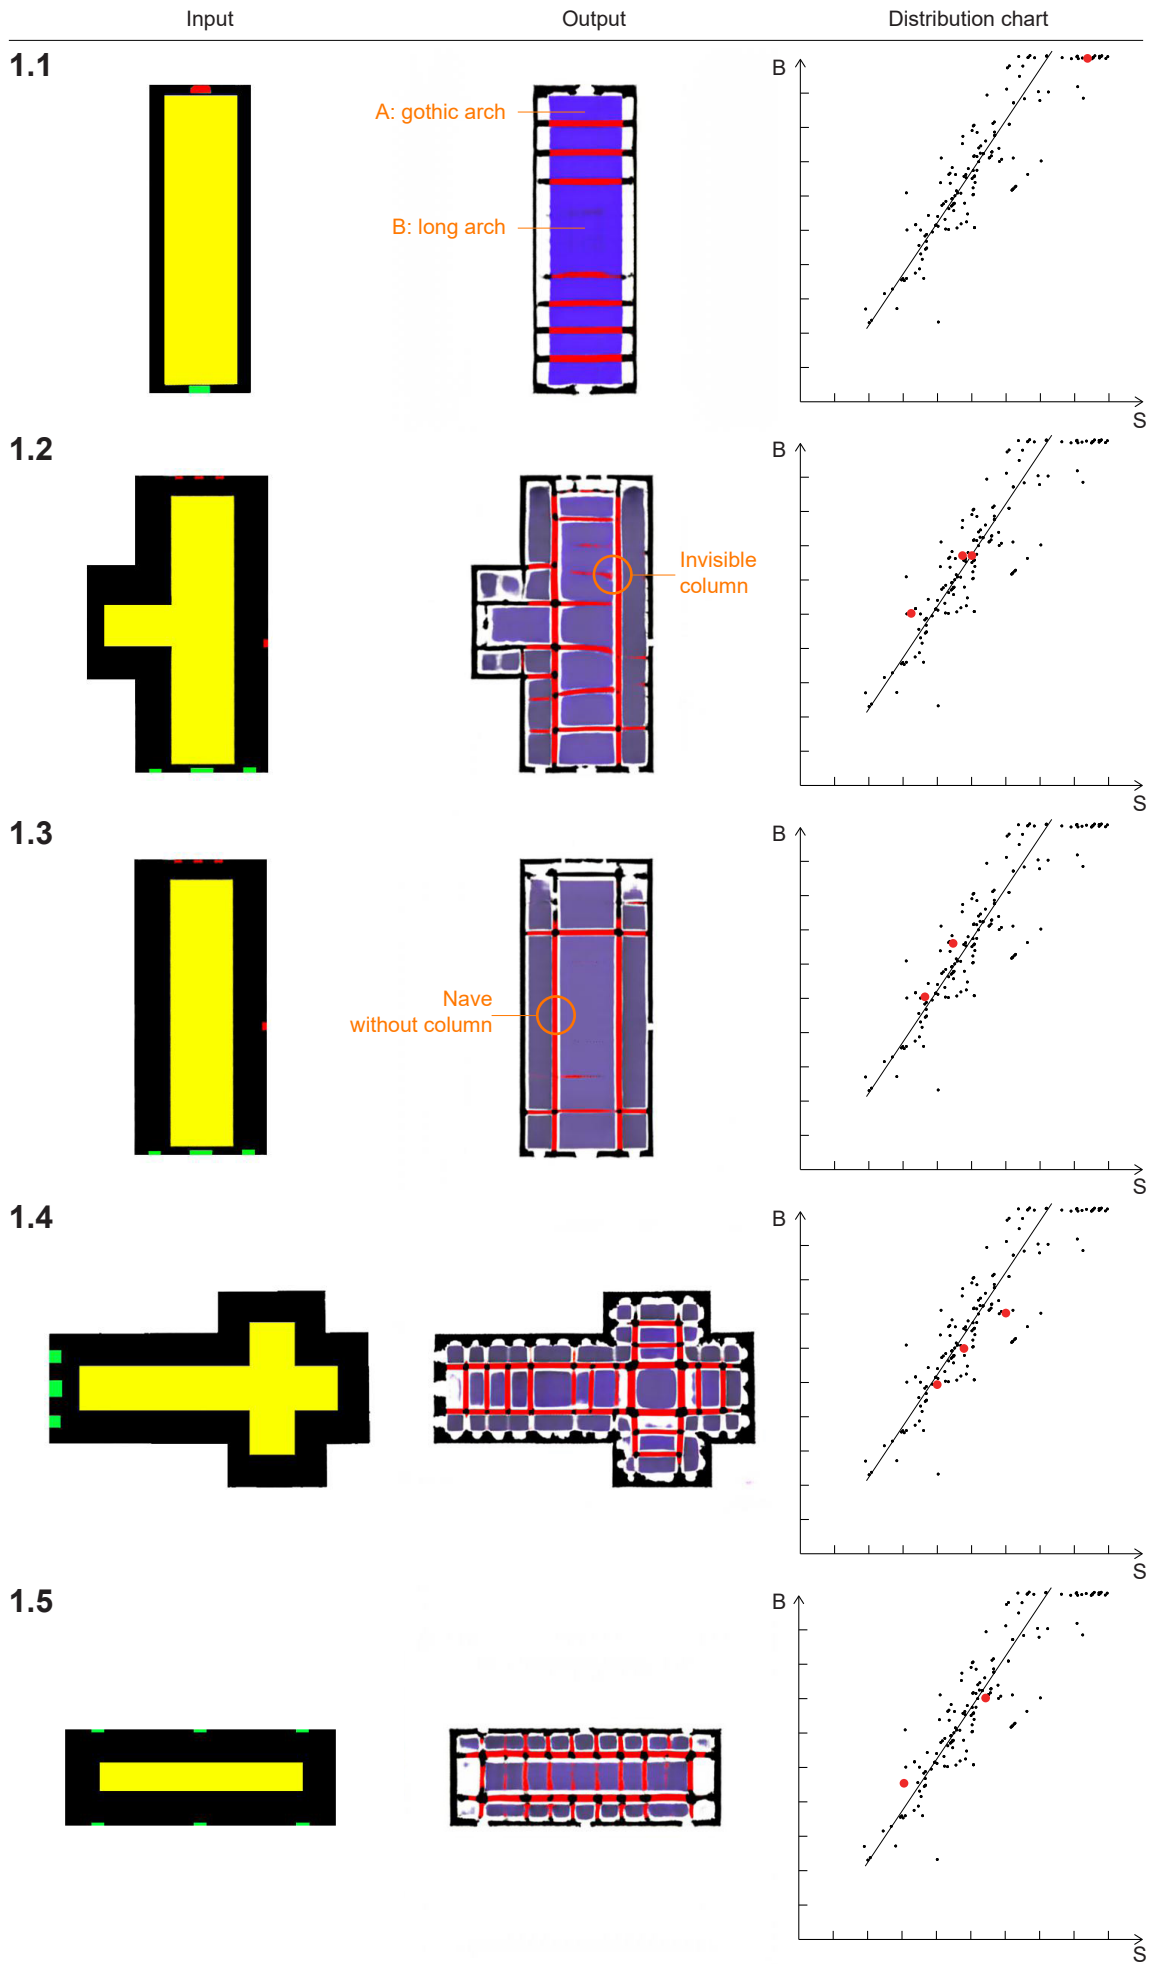 Input Output Distribution chart
1.1
B
A: gothic arch
B: long arch
S
1.2
B
Invisible
column
S
1.3
B
Nave
without column
S
1.4
B
S
1.5
B
S